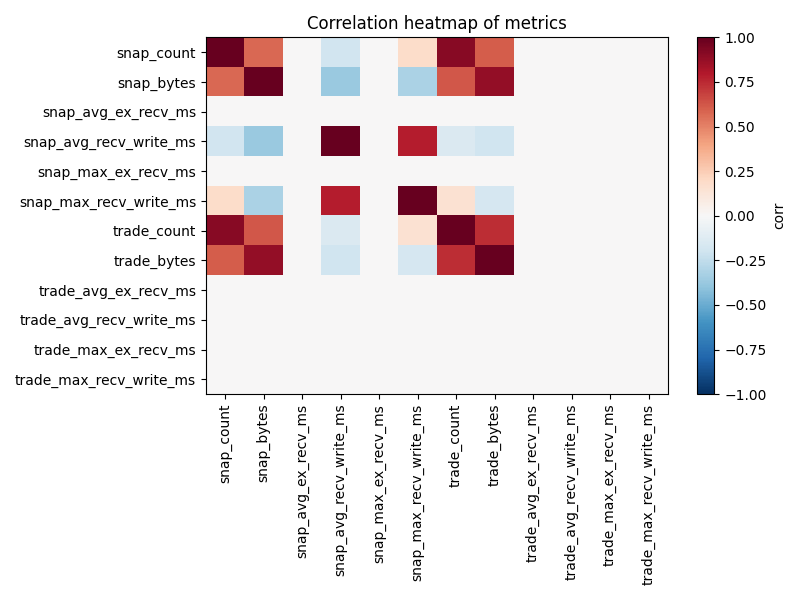 Correlation heatmap of metrics
snap_count
snap_bytes
snap_avg_ex_recv_ms
snap_avg_recv_write_ms
snap_max_ex_recv_ms
snap_max_recv_write_ms
trade_count
trade_bytes
trade_avg_ex_recv_ms
trade_avg_recv_write_ms
trade_max_ex_recv_ms
trade_max_recv_write_ms
snap_count
snap_bytes
snap_avg_ex_recv_ms
snap_avg_recv_write_ms
snap_max_ex_recv_ms
snap_max_recv_write_ms
trade_count
trade_bytes
trade_avg_ex_recv_ms
trade_avg_recv_write_ms
trade_max_ex_recv_ms
trade_max_recv_write_ms
1.00
0.75
0.50
0.25
0.00
−0.25
−0.50
−0.75
−1.00
corr